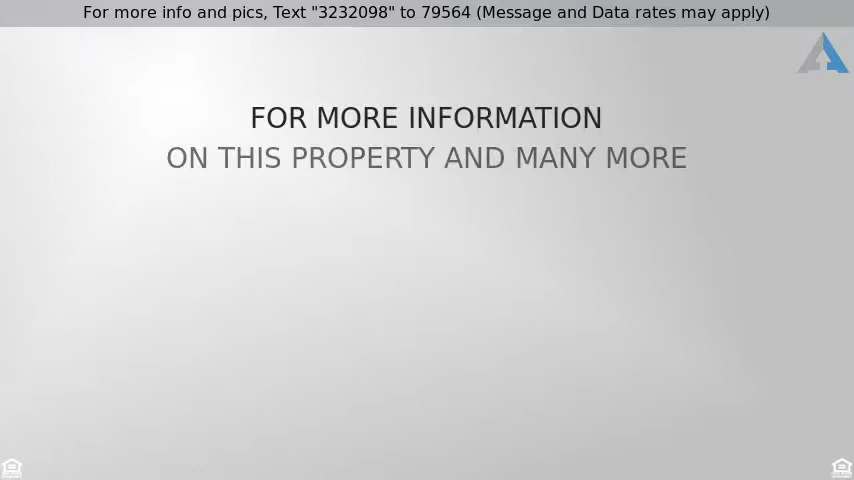 For more info and pics, Text "3232098" to 79564 (Message and Data rates may apply)
FOR MORE INFORMATION
ON THIS PROPERTY AND MANY MORE